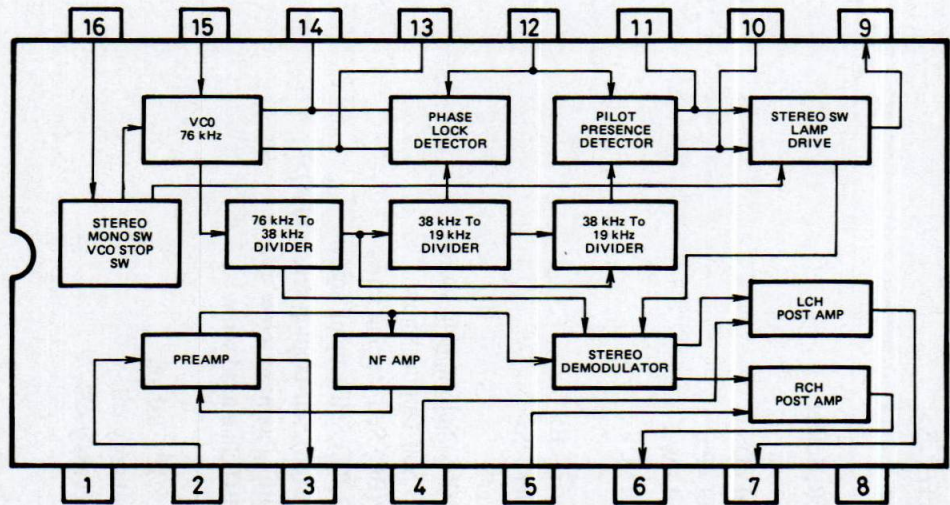 16 15 14 13 12 11 10 9
VCO
76 kHz
PHASE
LOCK
DETECTOR
PILOT
PRESENCE
DETECTOR
STEREO SW
LAMP
DRIVE
STEREO
MONO SW
VCO STOP
SW
76 kHz To
38 kHz
DIVIDER
38 kHz To
19 kHz
DIVIDER
38 kHz To
19 kHz
DIVIDER
LCH
POST AMP
PREAMP
NF AMP
STEREO
DEMODULATOR
RCH
POST AMP
1 2 3 4 5 6 7 8